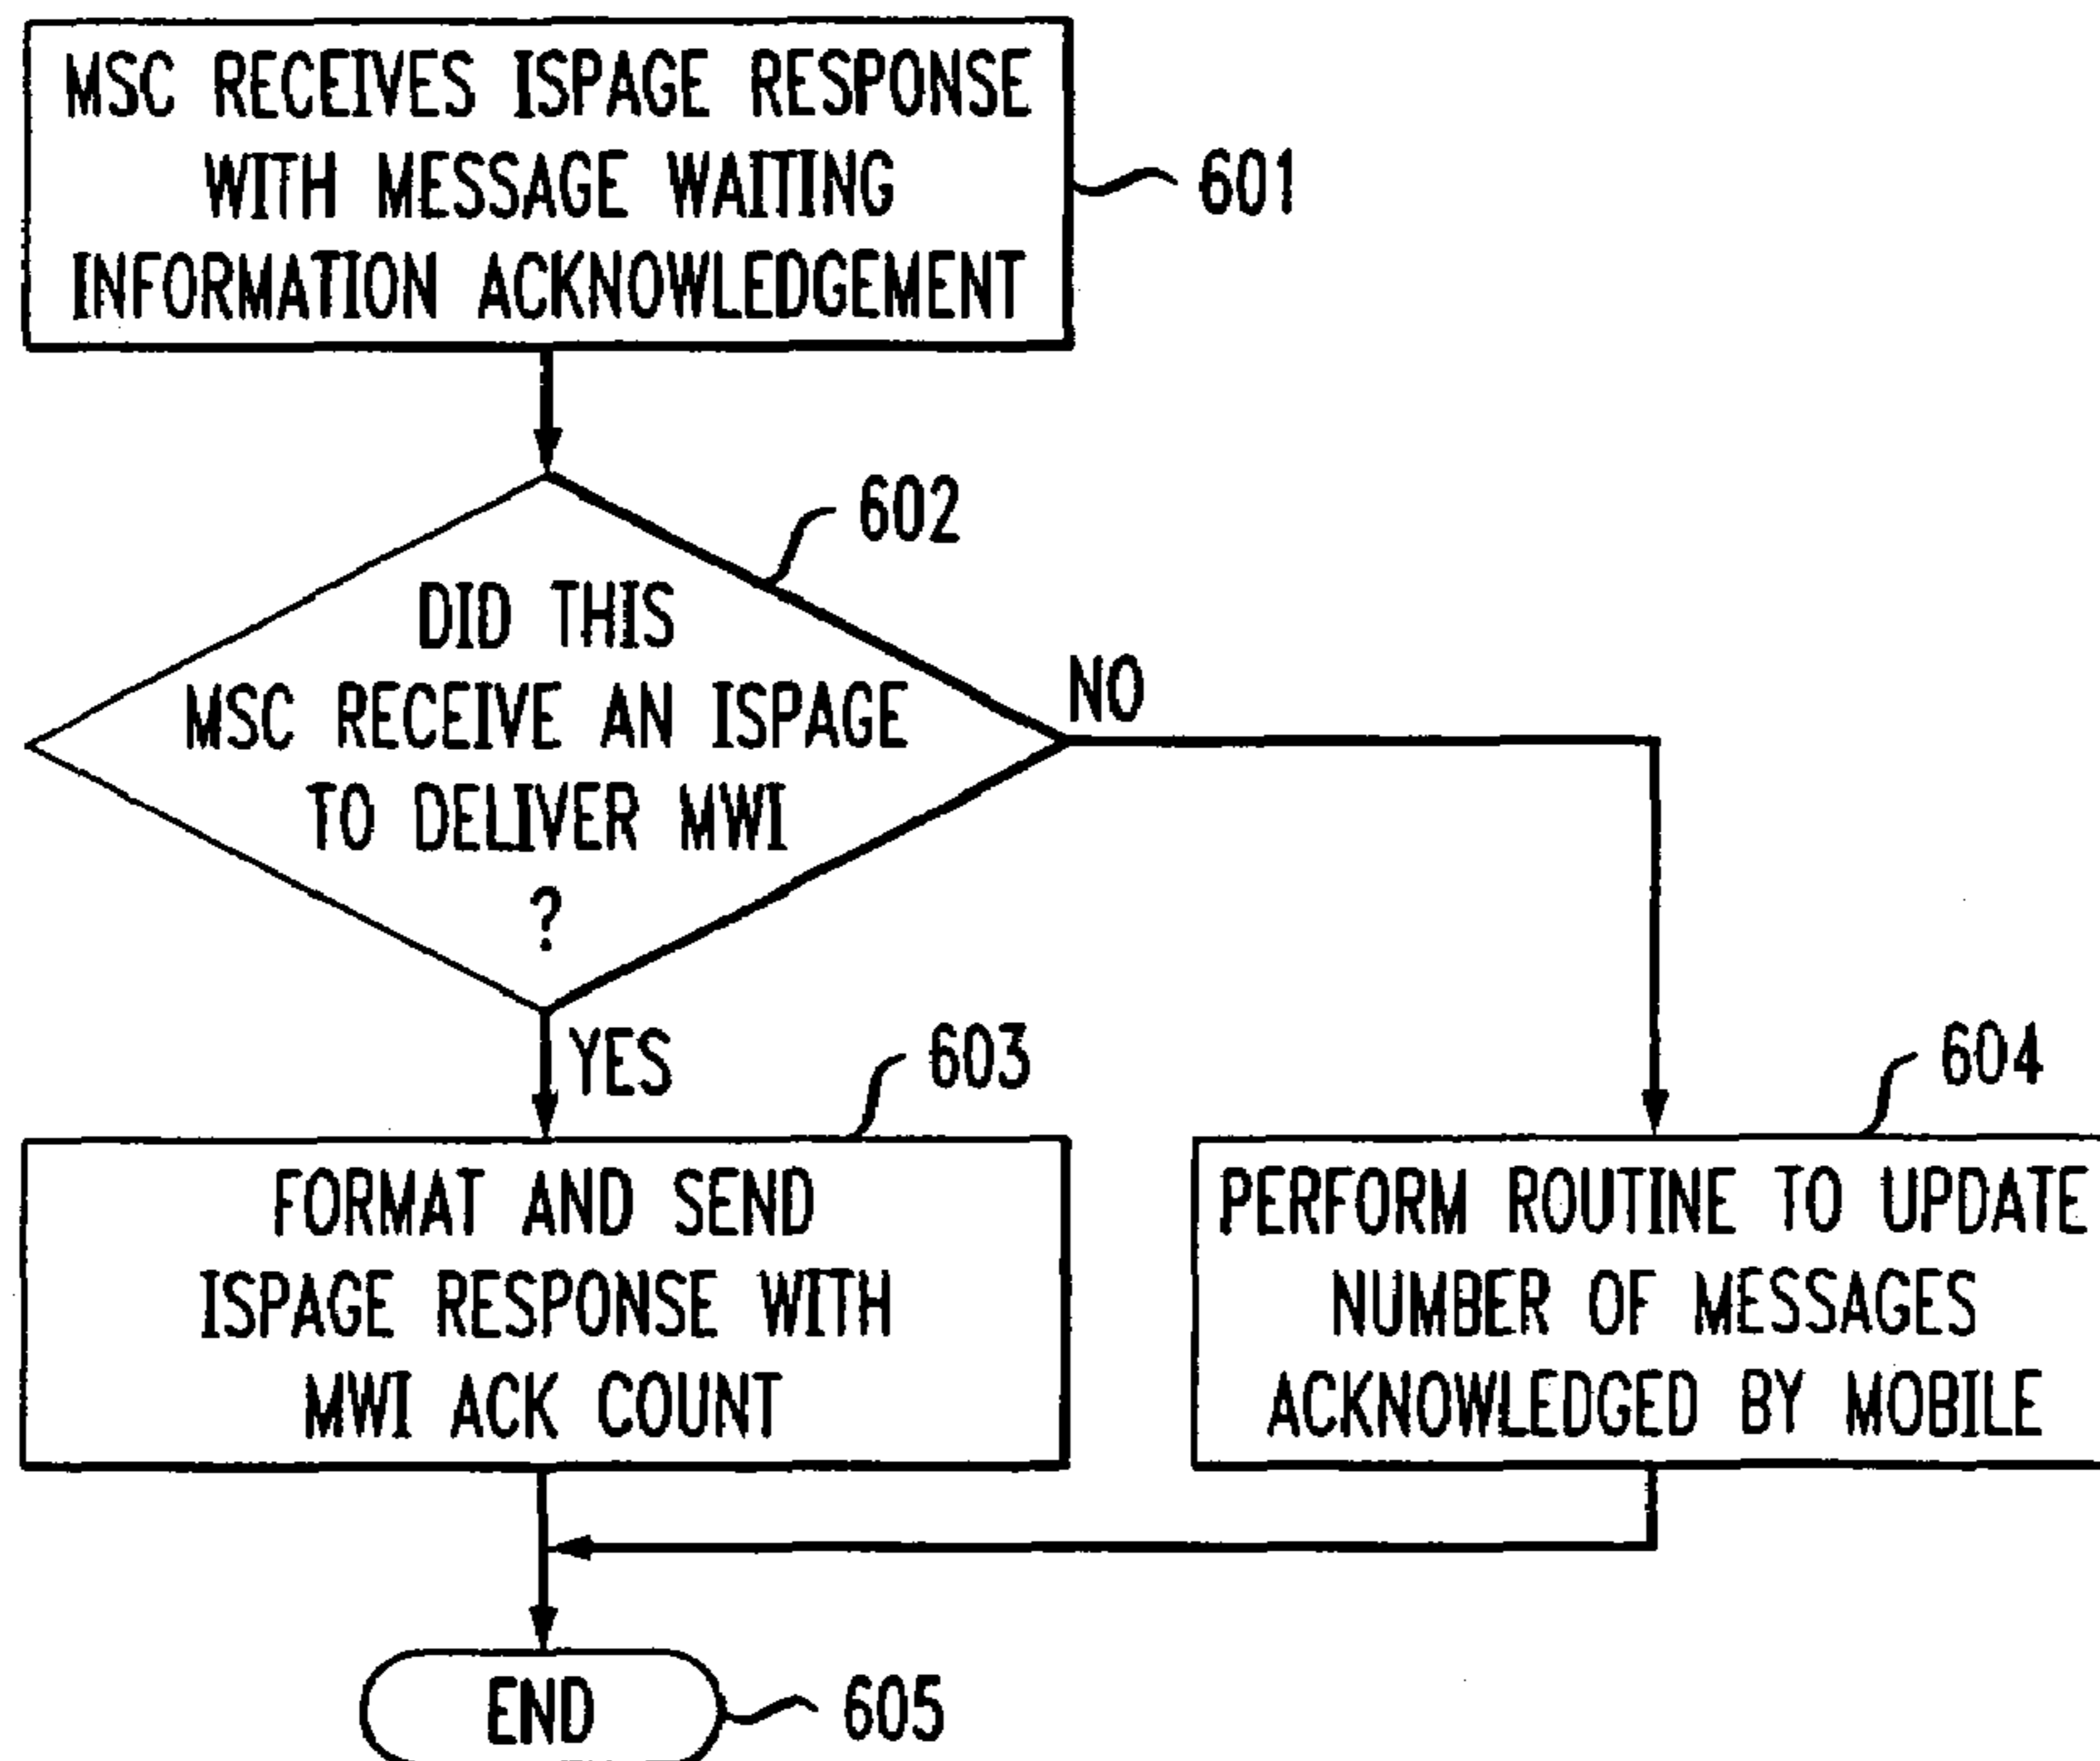 MSC RECEIVES ISPAGE RESPONSE
WITH MESSAGE WAITING
INFORMATION ACKNOWLEDGEMENT
601
602
DID THIS
MSC RECEIVE AN ISPAGE
TO DELIVER MWI
?
NO
YES
603
FORMAT AND SEND
ISPAGE RESPONSE WITH
MWI ACK COUNT
604
PERFORM ROUTINE TO UPDATE
NUMBER OF MESSAGES
ACKNOWLEDGED BY MOBILE
END
605